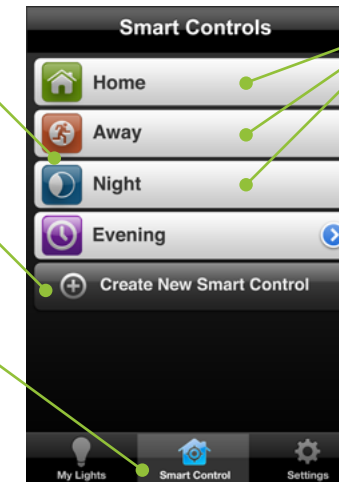 Smart Controls
Home
Away
Night
Evening
Create New Smart Control
My Lights Smart Control Settings